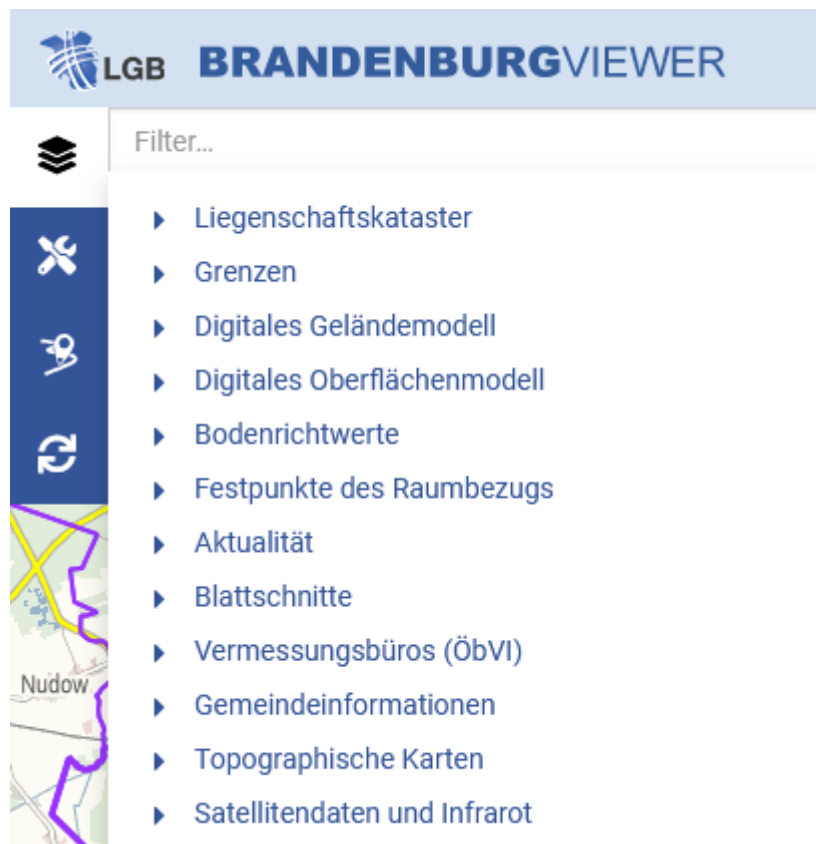 LGB BRANDENBURGVIEWER
Filter...
Liegenschaftskataster
Grenzen
Digitales Geländemodell
Digitales Oberflächenmodell
Bodenrichtwerte
Festpunkte des Raumbezugs
Aktualität
Blattschnitte
Vermessungsbüros (ÖbVI)
Nudow
Gemeindeinformationen
Topographische Karten
Satellitendaten und Infrarot